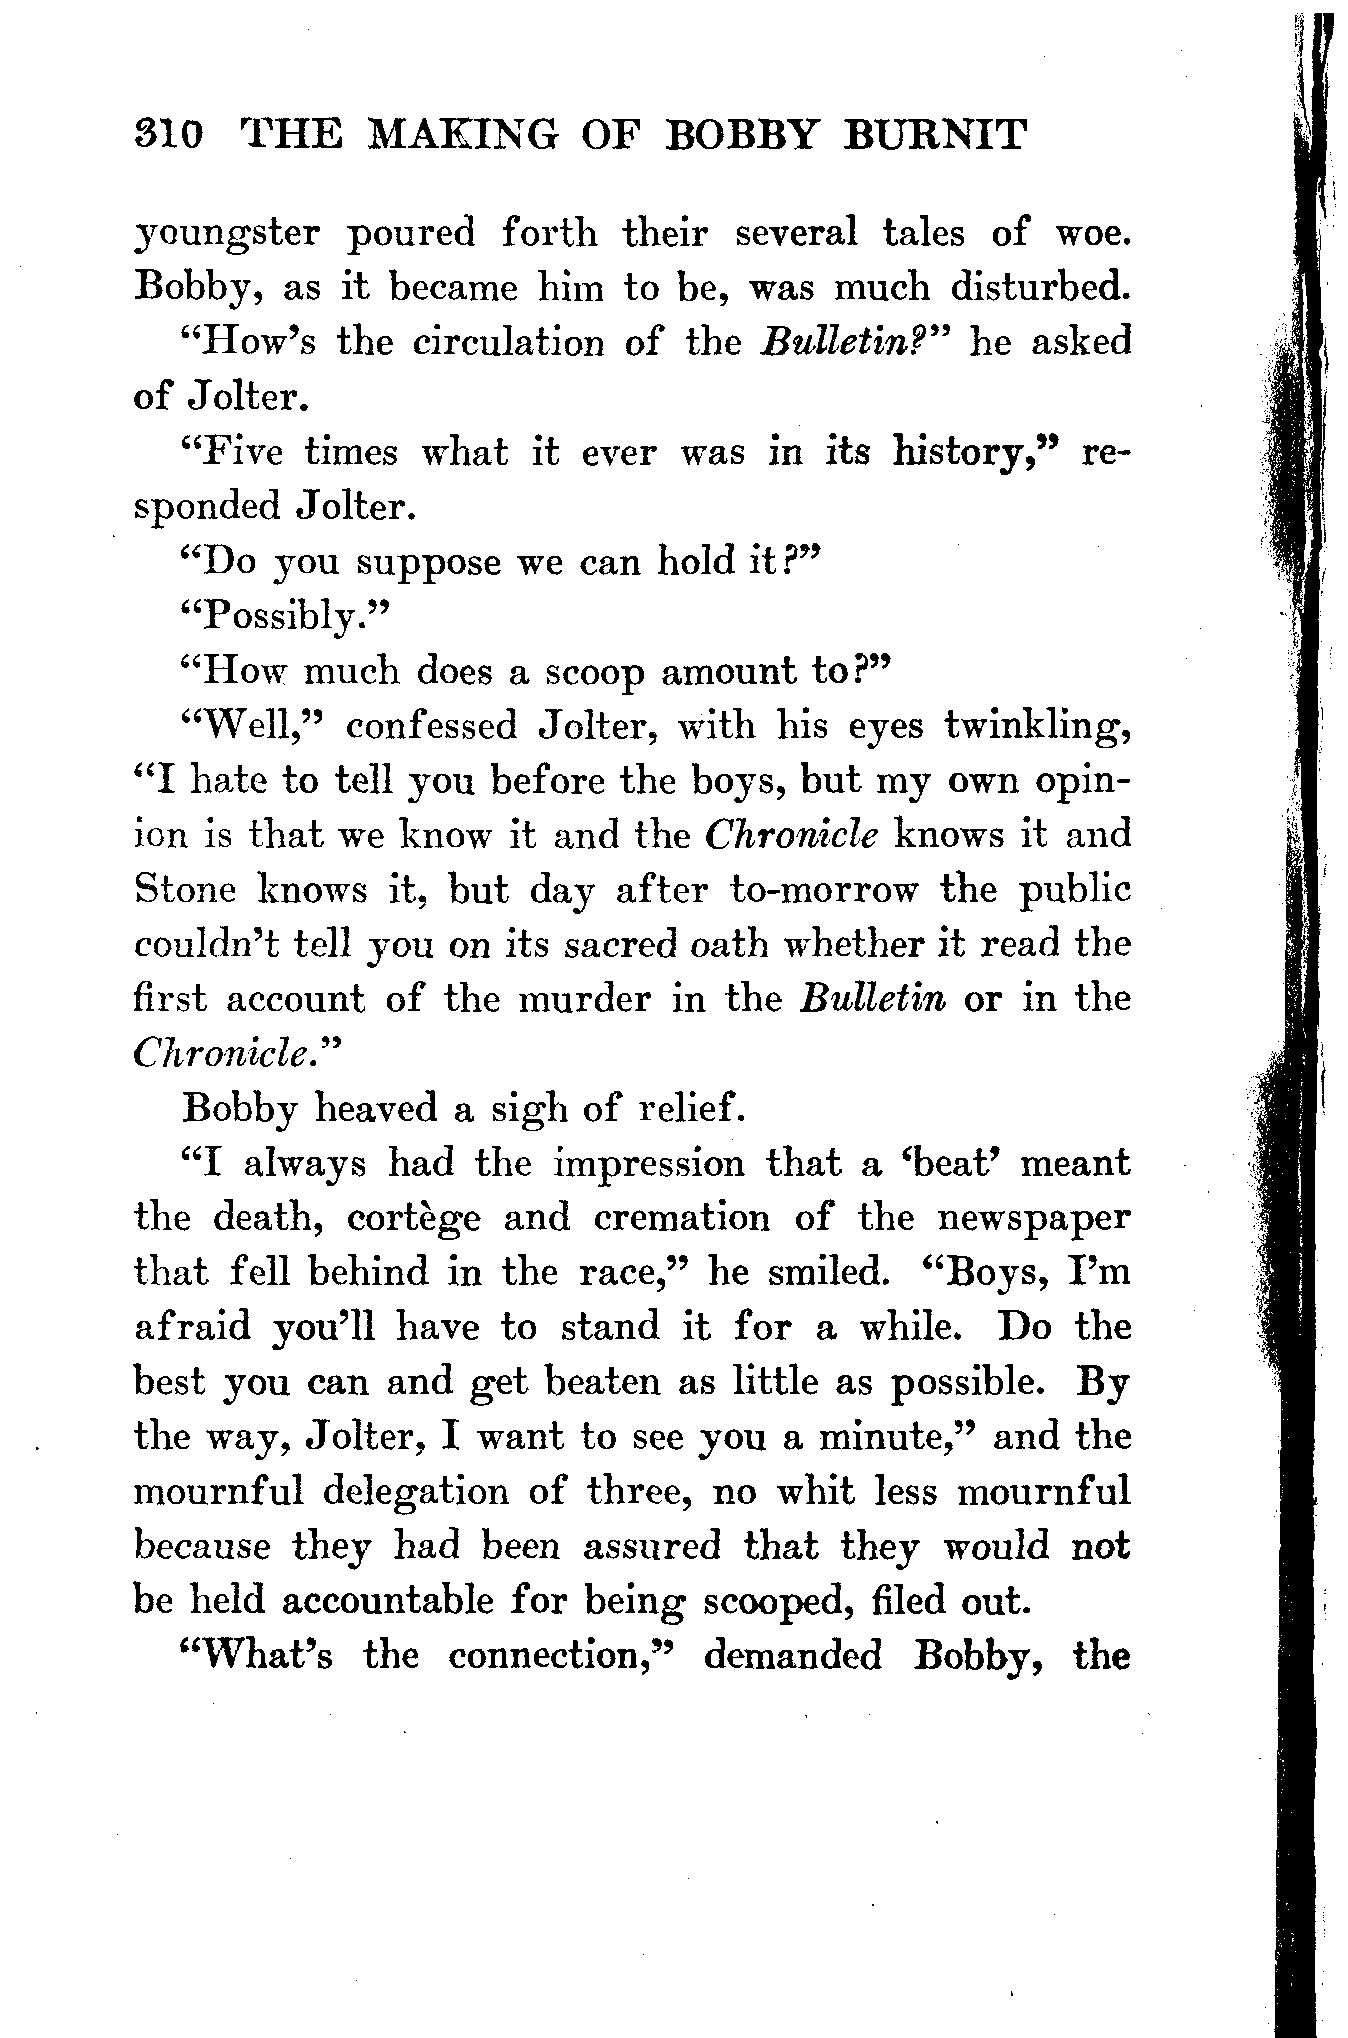 310 THE MAKING OF BOBBY BURNIT
youngster poured forth their several tales of woe.
Bobby, as it became him to be, was much disturbed.
“How’s the circulation of the Bulletin?” he asked
of Jolter.
“Five times what it ever was in its history,” re-
sponded Jolter.
“Do you suppose we can hold it?”
“Possibly.”
“How much does a scoop amount to?”
“Well,” confessed Jolter, with his eyes twinkling,
“I hate to tell you before the boys, but my own opin-
ion is that we know it and the Chronicle knows it and
Stone knows it, but day after to-morrow the public
couldn’t tell you on its sacred oath whether it read the
first account of the murder in the Bulletin or in the
Chronicle.”
Bobby heaved a sigh of relief.
“I always had the impression that a ‘beat’ meant
the death, cortège and cremation of the newspaper
that fell behind in the race,” he smiled. “Boys, I’m
afraid you’ll have to stand it for a while. Do the
best you can and get beaten as little as possible. By
the way, Jolter, I want to see you a minute,” and the
mournful delegation of three, no whit less mournful
because they had been assured that they would not
be held accountable for being scooped, filed out.
“What’s the connection,” demanded Bobby, the